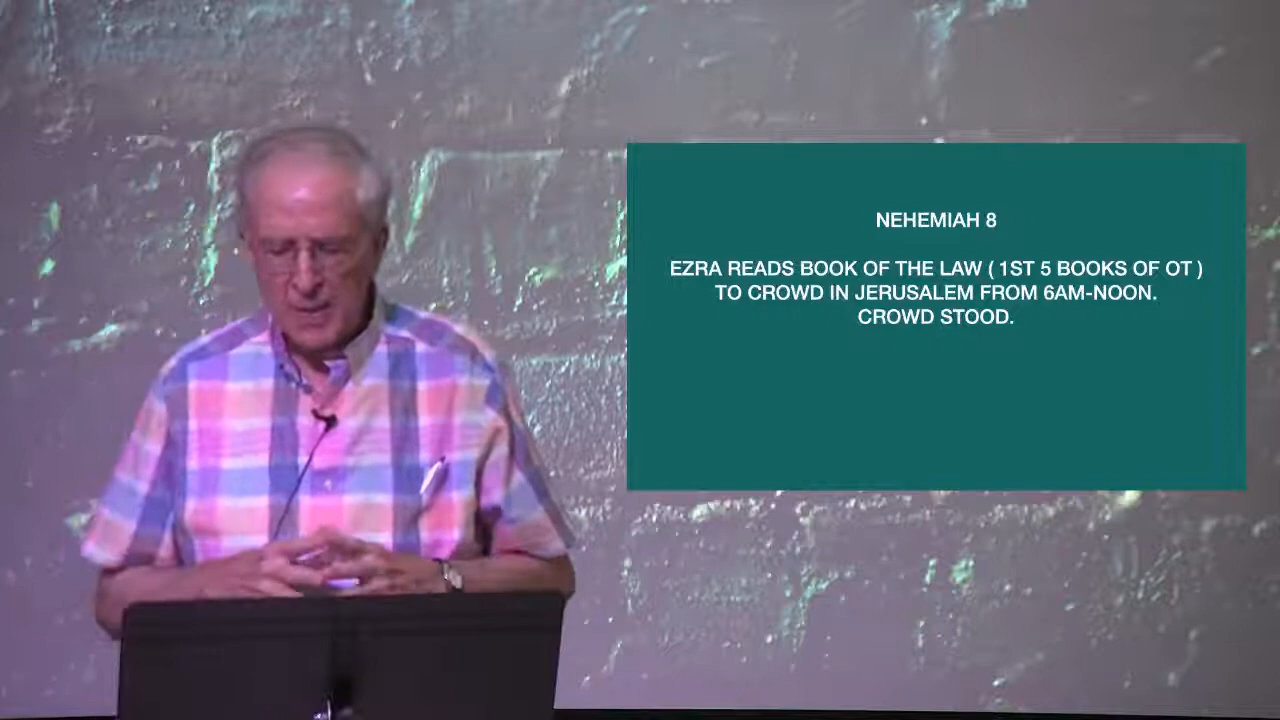 NEHEMIAH 8
EZRA READS BOOK OF THE LAW ( 1ST 5 BOOKS OF OT )
TO CROWD IN JERUSALEM FROM 6AM-NOON.
CROWD STOOD.